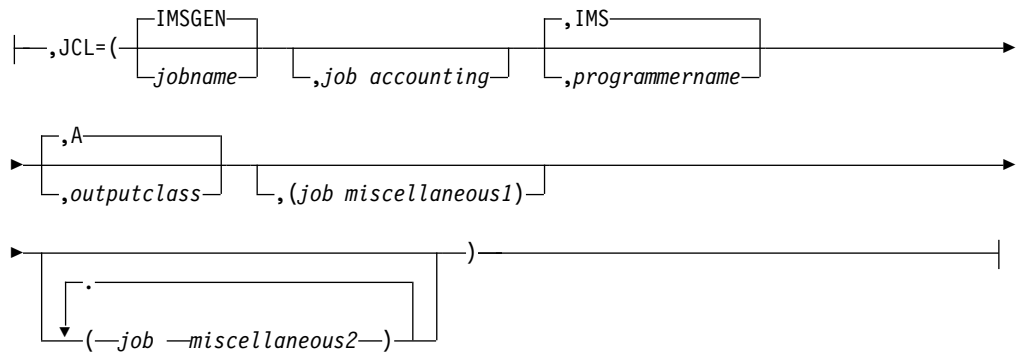 IMSGEN ,IMS
,JCL=( jobname ,job accounting ,programmername
,A
,outputclass ,(job miscellaneous1)
)
.
( job miscellaneous2 )